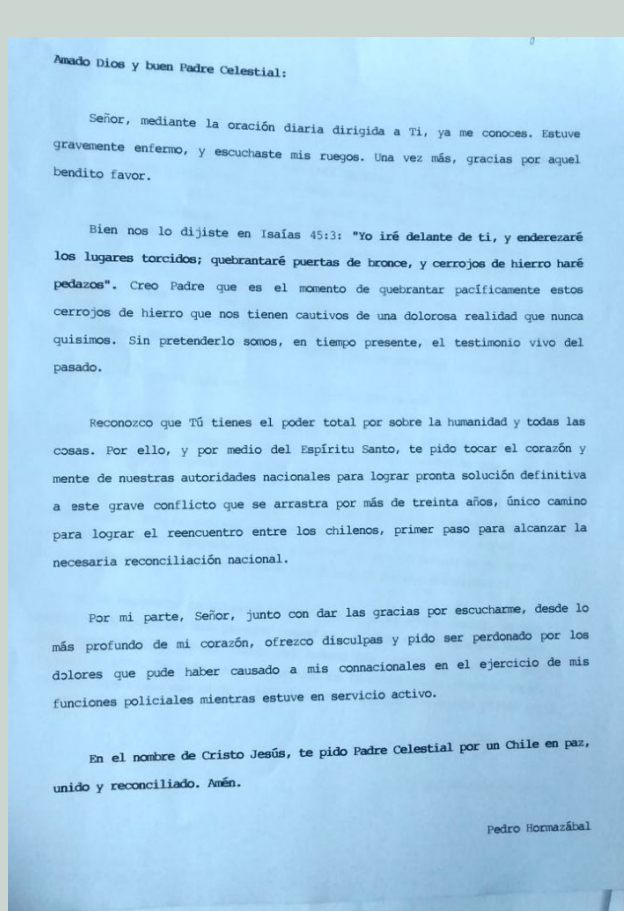 Amado Dios y buen Padre Celestial:
Señor, mediante la oración diaria dirigida a Ti, ya me conoces. Estuve
gravemente enfermo, y escuchaste mis ruegos. Una vez más, gracias por aquel
bendito favor.
Bien nos lo dijiste en Isaías 45:3: "Yo iré delante de ti, y enderezaré
los lugares torcidos; quebrantaré puertas de bronce, y cerrojos de hierro haré
pedazos". Creo Padre que es el momento de quebrantar pacíficamente estos
cerrojos de hierro que nos tienen cautivos de una dolorosa realidad que nunca
quisimos. Sin pretenderlo somos, en tiempo presente, el testimonio vivo del
pasado.
Reconozco que Tú tienes el poder total por sobre la humanidad y todas las
cosas. Por ello, y por medio del Espíritu Santo, te pido tocar el corazón y
mente de nuestras autoridades nacionales para lograr pronta solución definitiva
a este grave conflicto que se arrastra por más de treinta años, único camino
para lograr el reencuentro entre los chilenos, primer paso para alcanzar la
necesaria reconciliación nacional.
Por mi parte, Señor, junto con dar las gracias por escucharme, desde lo
más profundo de mi corazón, ofrezco disculpas y pido ser perdonado por los
dolores que pude haber causado a mis connacionales en el ejercicio de mis
funciones policiales mientras estuve en servicio activo.
En el nombre de Cristo Jesús, te pido Padre Celestial por un Chile en paz,
unido y reconciliado. Amén.
Pedro Hormazábal